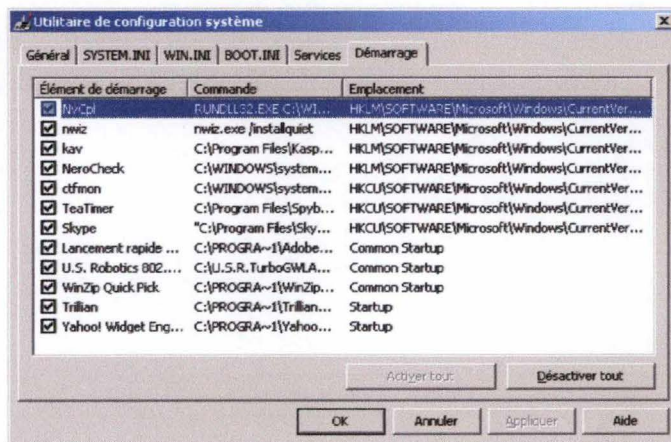 Utilitaire de configuration système
Général SYSTEM.INI WIN.INI BOOT.INI Services Démarrage
Élément de démarrage Commande Emplacement
NvCpl RUNDLL32.EXE C:\WI... HKLM\SOFTWARE\Microsoft\Windows\CurrentVer...
nwiz nwiz.exe /installquiet HKLM\SOFTWARE\Microsoft\Windows\CurrentVer...
kav C:\Program Files\Kasp... HKLM\SOFTWARE\Microsoft\Windows\CurrentVer...
NeroCheck C:\WINDOWS\system... HKLM\SOFTWARE\Microsoft\Windows\CurrentVer...
ctfmon C:\WINDOWS\system... HKCU\SOFTWARE\Microsoft\Windows\CurrentVer...
TeaTimer C:\Program Files\Spyb... HKCU\SOFTWARE\Microsoft\Windows\CurrentVer...
Skype "C:\Program Files\Sky... HKCU\SOFTWARE\Microsoft\Windows\CurrentVer...
Lancement rapide ... C:\PROGRA~1\Adobe... Common Startup
U.S. Robotics 802.... C:\U.S.R.TurboGWLA... Common Startup
WinZip Quick Pick C:\PROGRA~1\WinZip... Common Startup
Trillian C:\PROGRA~1\Trillian... Startup
Yahoo! Widget Eng... C:\PROGRA~1\Yahoo... Startup
Activer tout Désactiver tout
OK Annuler Appliquer Aide